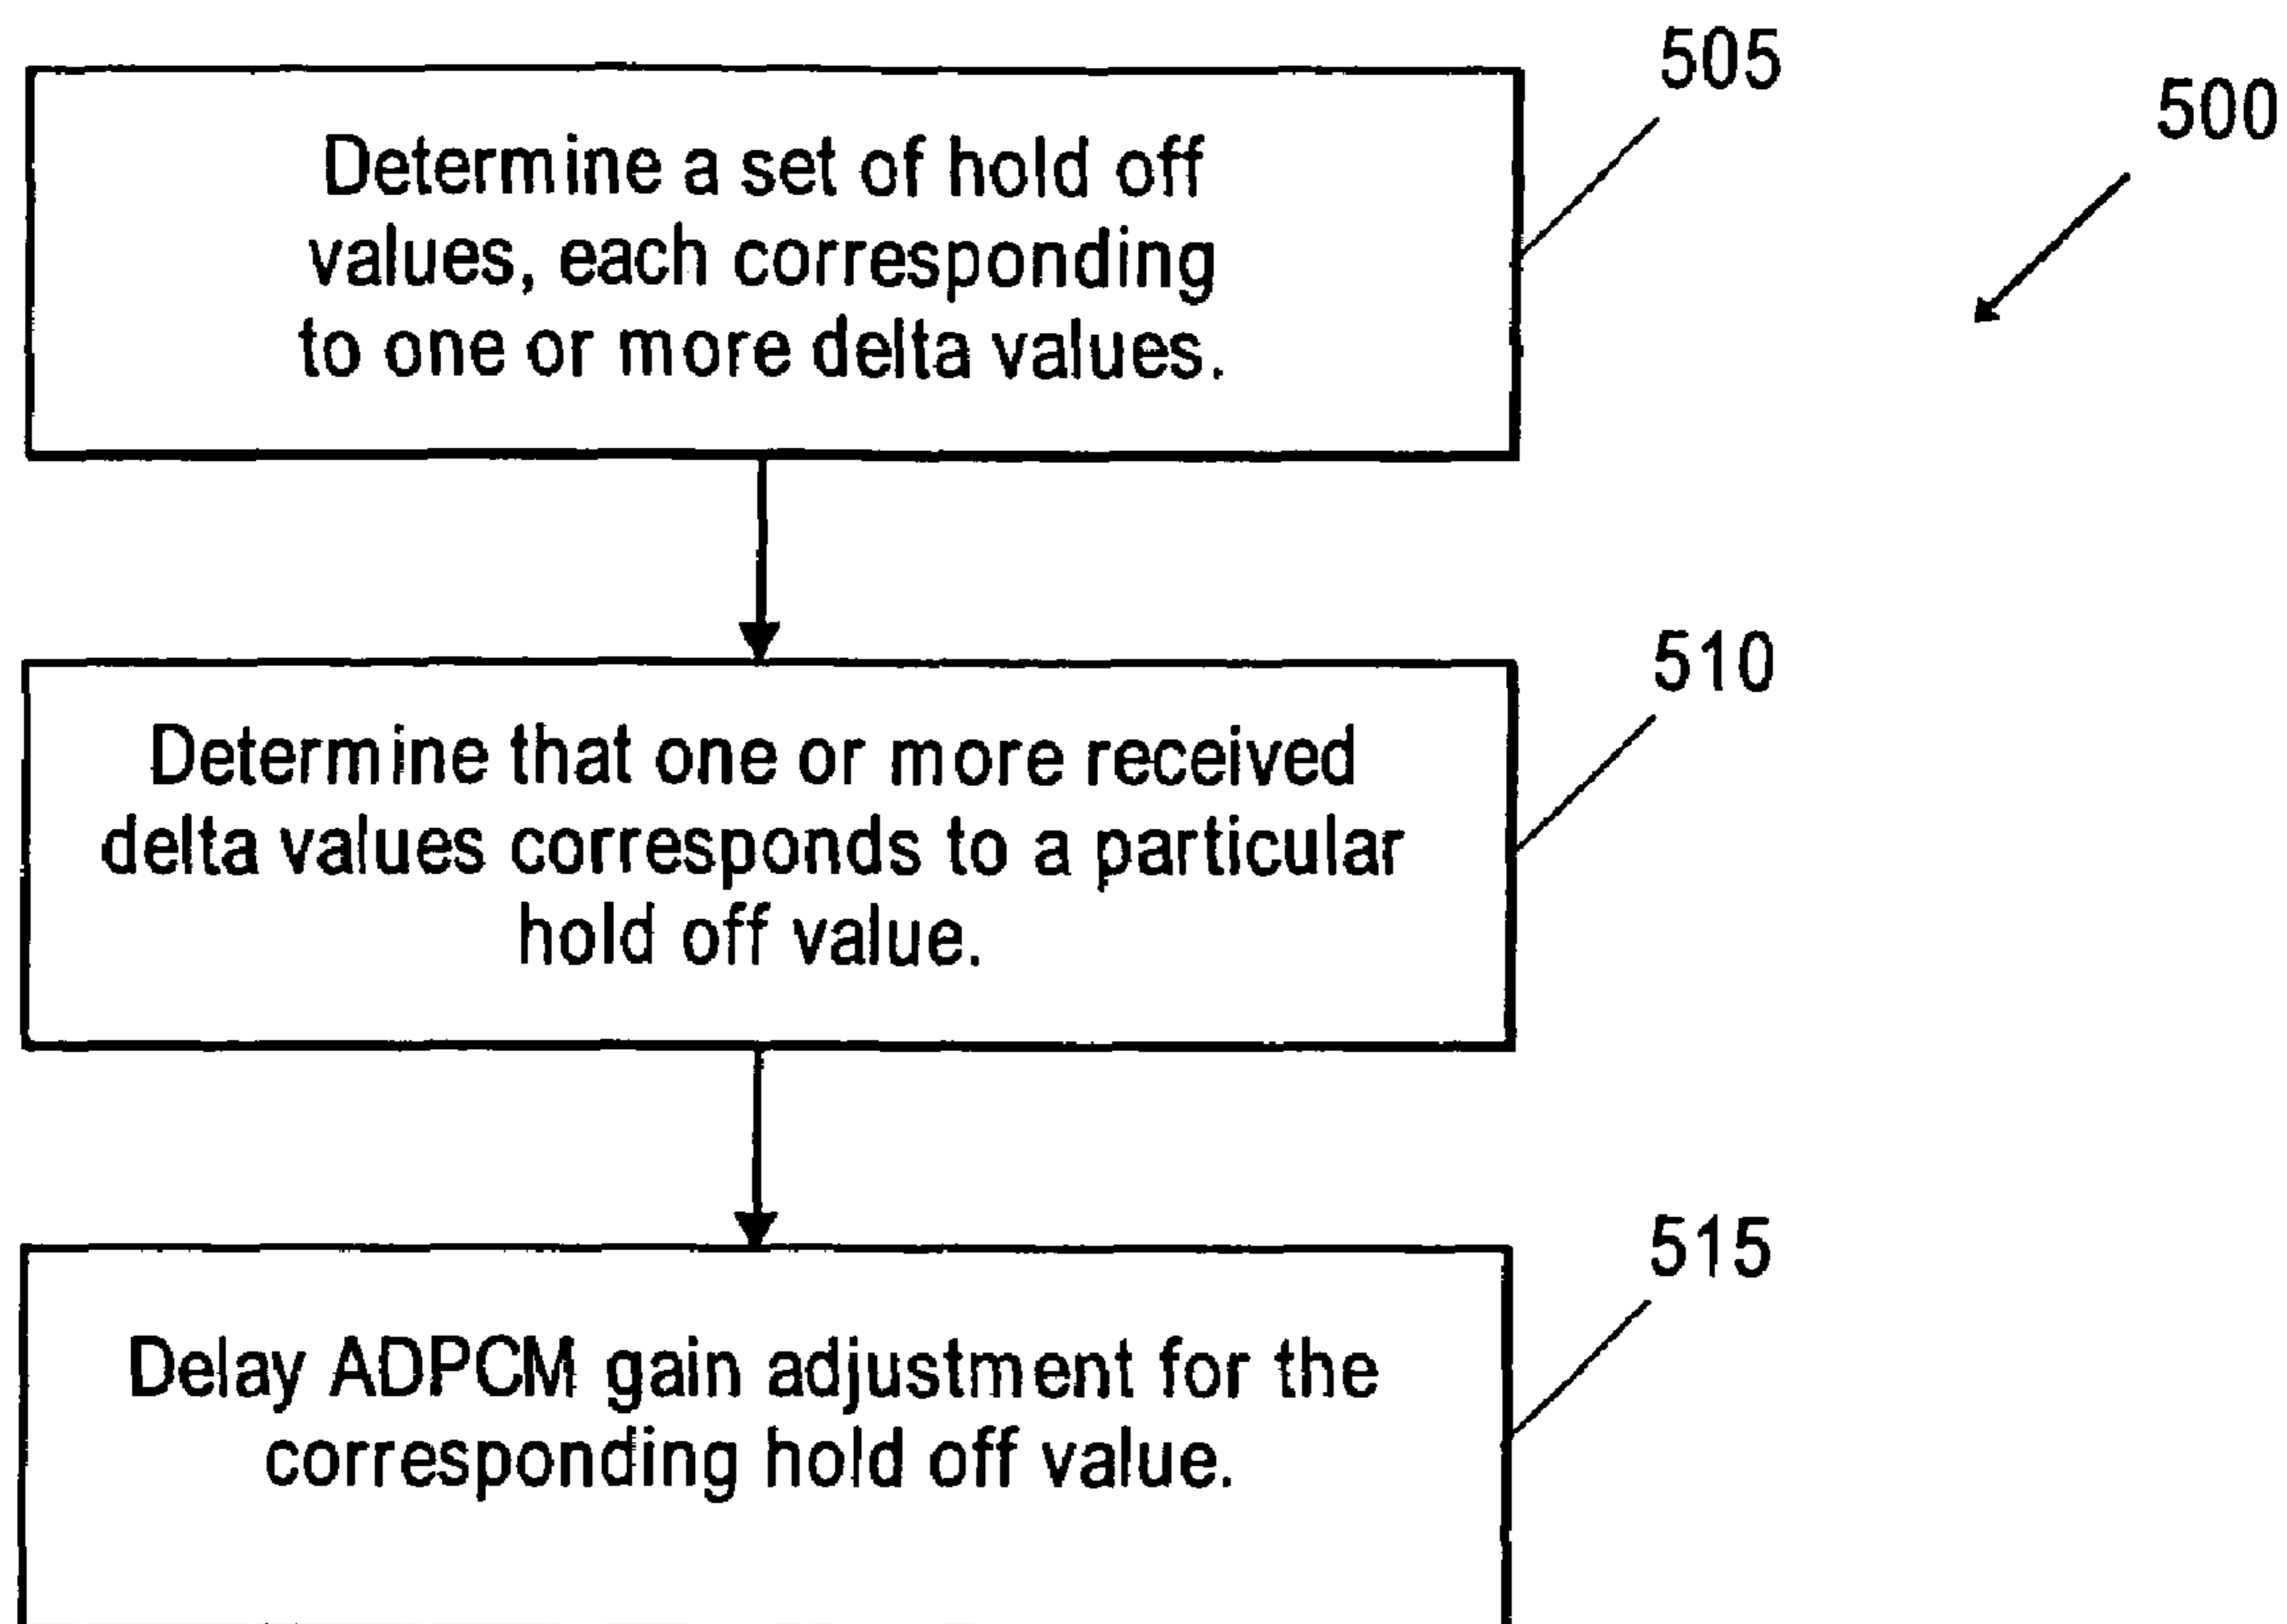 505
500
Determine a set of hold off
values, each corresponding
to one or more delta values.
510
Determine that one or more received
delta values corresponds to a particular
hold off value.
515
Delay ADPCM gain adjustment for the
corresponding hold off value.